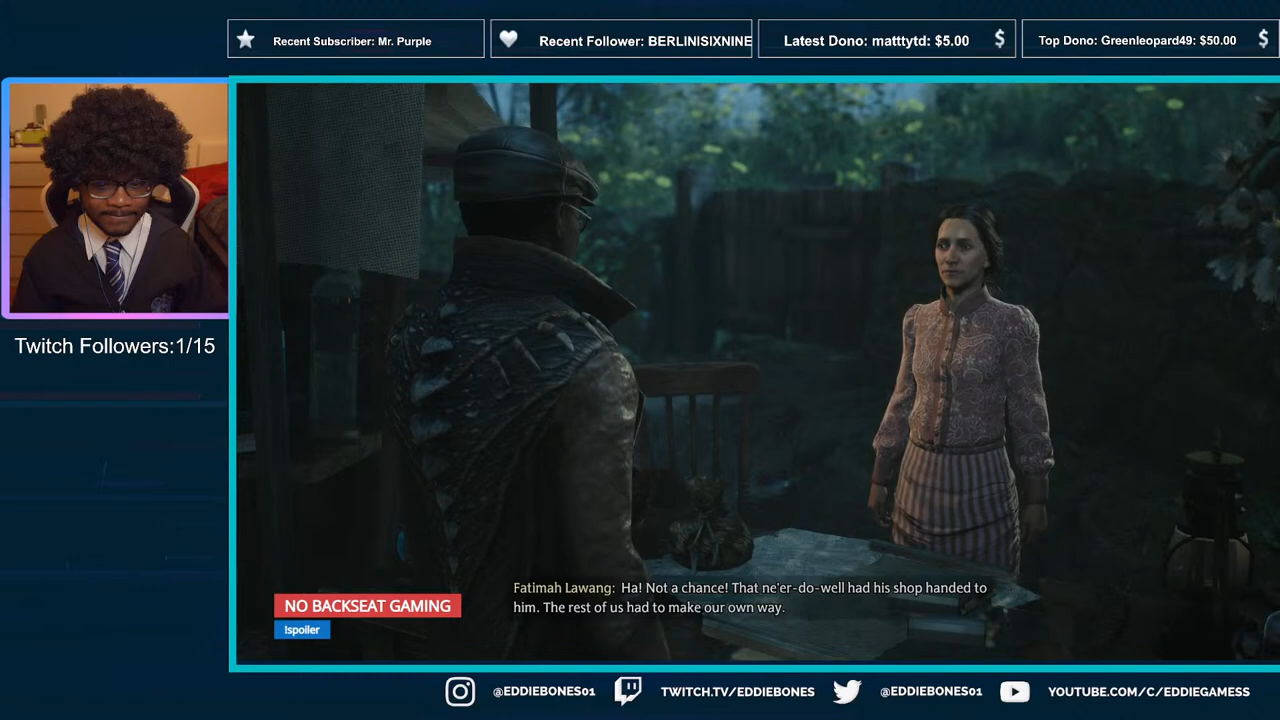 Recent Subscriber: Mr. Purple
Recent Follower: BERLINISIXNINE
Latest Dono: matttytd: $5.00
$
Top Dono: Greenleopard49: $50.00
$
Twitch Followers:1/15
Fatimah Lawang: Ha! Not a chance! That ne'er-do-well had his shop handed to
him. The rest of us had to make our own way.
NO BACKSEAT GAMING
!spoiler
@EDDIEBONES01
TWITCH.TV/EDDIEBONES
@EDDIEBONES01
YOUTUBE.COM/C/EDDIEGAMESS